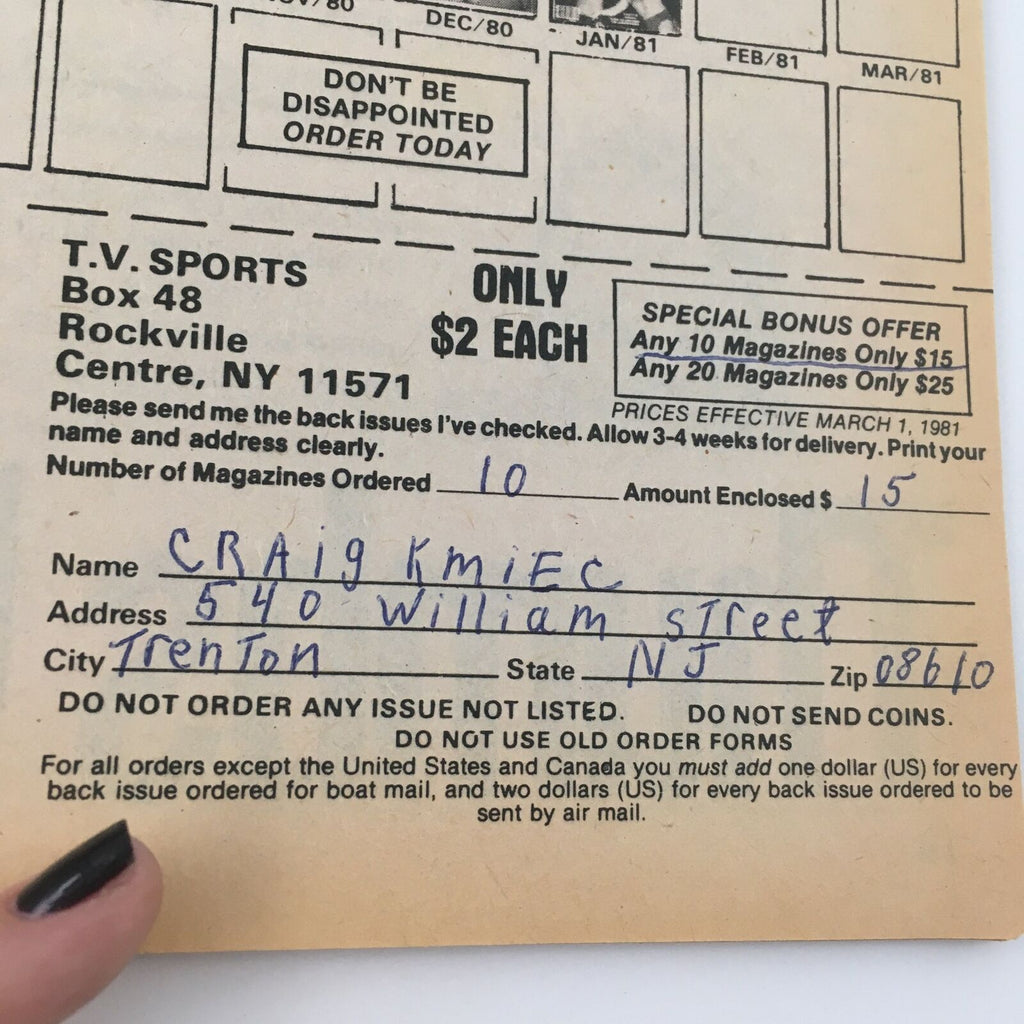 DEC/80
JAN/81
FEB/81
MAR/81
DON'T BE
DISAPPOINTED
ORDER TODAY
T.V. SPORTS
Box 48
Rockville
Centre, NY 11571
ONLY
$2 EACH
SPECIAL BONUS OFFER
Any 10 Magazines Only $15
Any 20 Magazines Only $25
PRICES EFFECTIVE MARCH 1, 1981
Please send me the back issues I've checked. Allow 3-4 weeks for delivery. Print your
name and address clearly.
Number of Magazines Ordered 10 Amount Enclosed $ 15
Name CRAig KmiEC
Address 540 William STreet
City TrenTon State NJ Zip 08610
DO NOT ORDER ANY ISSUE NOT LISTED. DO NOT SEND COINS.
DO NOT USE OLD ORDER FORMS
For all orders except the United States and Canada you must add one dollar (US) for every
back issue ordered for boat mail, and two dollars (US) for every back issue ordered to be
sent by air mail.